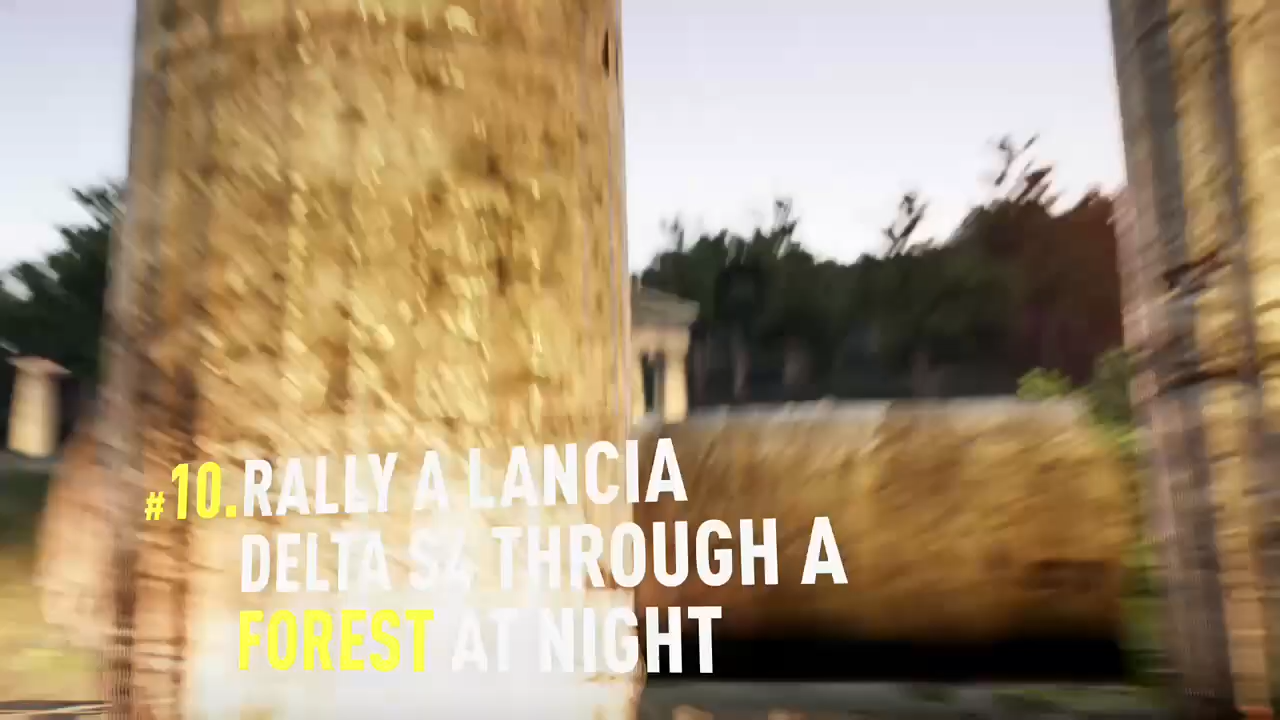 #10. RALLY A LANCIA
DELTA S4 THROUGH A
FOREST AT NIGHT